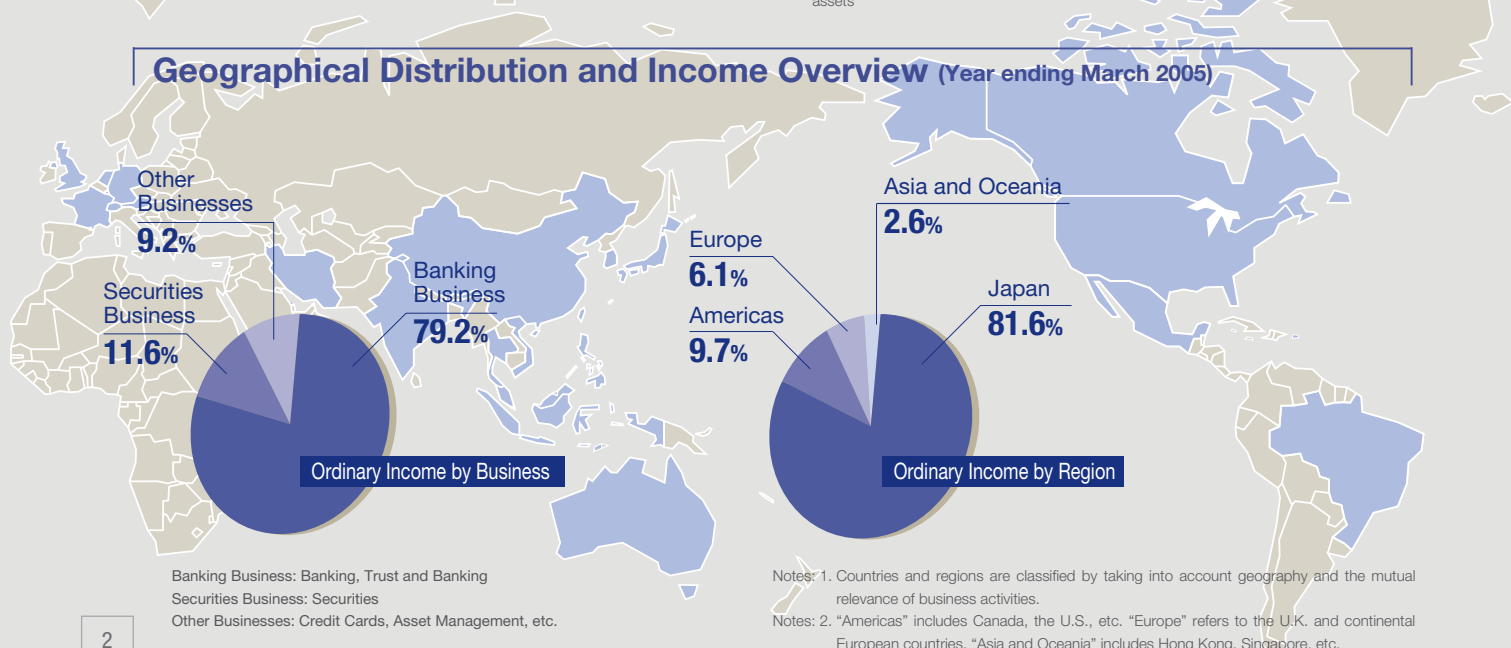 assets
Geographical Distribution and Income Overview (Year ending March 2005)
Other
Businesses
9.2%
Securities
Business
11.6%
Banking
Business
79.2%
Ordinary Income by Business
Asia and Oceania
2.6%
Europe
6.1%
Americas
9.7%
Japan
81.6%
Ordinary Income by Region
Banking Business: Banking, Trust and Banking
Securities Business: Securities
Other Businesses: Credit Cards, Asset Management, etc.
Notes: 1. Countries and regions are classified by taking into account geography and the mutual
relevance of business activities.
Notes: 2. “Americas” includes Canada, the U.S., etc. “Europe” refers to the U.K. and continental
European countries. “Asia and Oceania” includes Hong Kong, Singapore, etc.
2